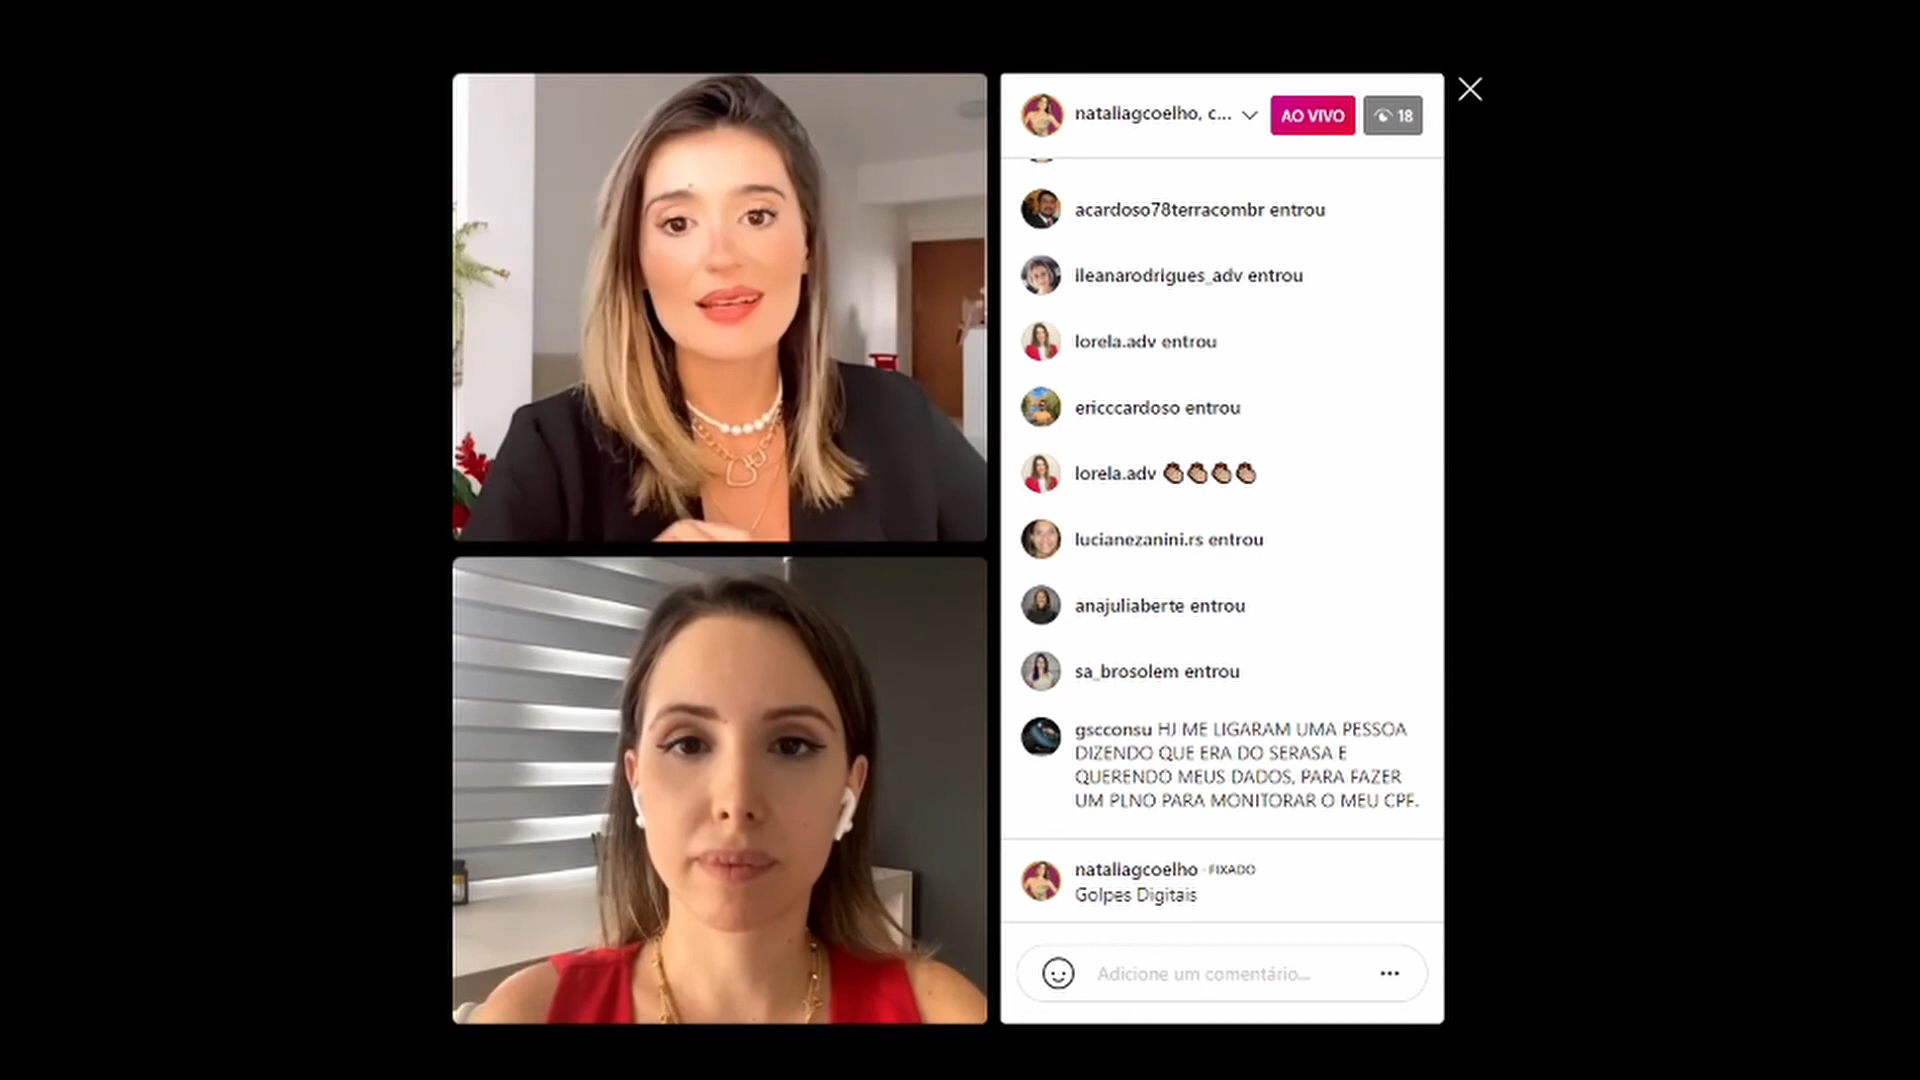 nataliagcoelho, c...
AO VIVO
18
acardoso78terracombr entrou
ileanarodrigues_adv entrou
lorela.adv entrou
ericccardoso entrou
lorela.adv
lucianezanini.rs entrou
anajuliaberte entrou
sa_brosolem entrou
gscconsu HJ ME LIGARAM UMA PESSOA
DIZENDO QUE ERA DO SERASA E
QUERENDO MEUS DADOS, PARA FAZER
UM PLNO PARA MONITORAR O MEU CPF.
nataliagcoelho · FIXADO
Golpes Digitais
Adicione um comentário...